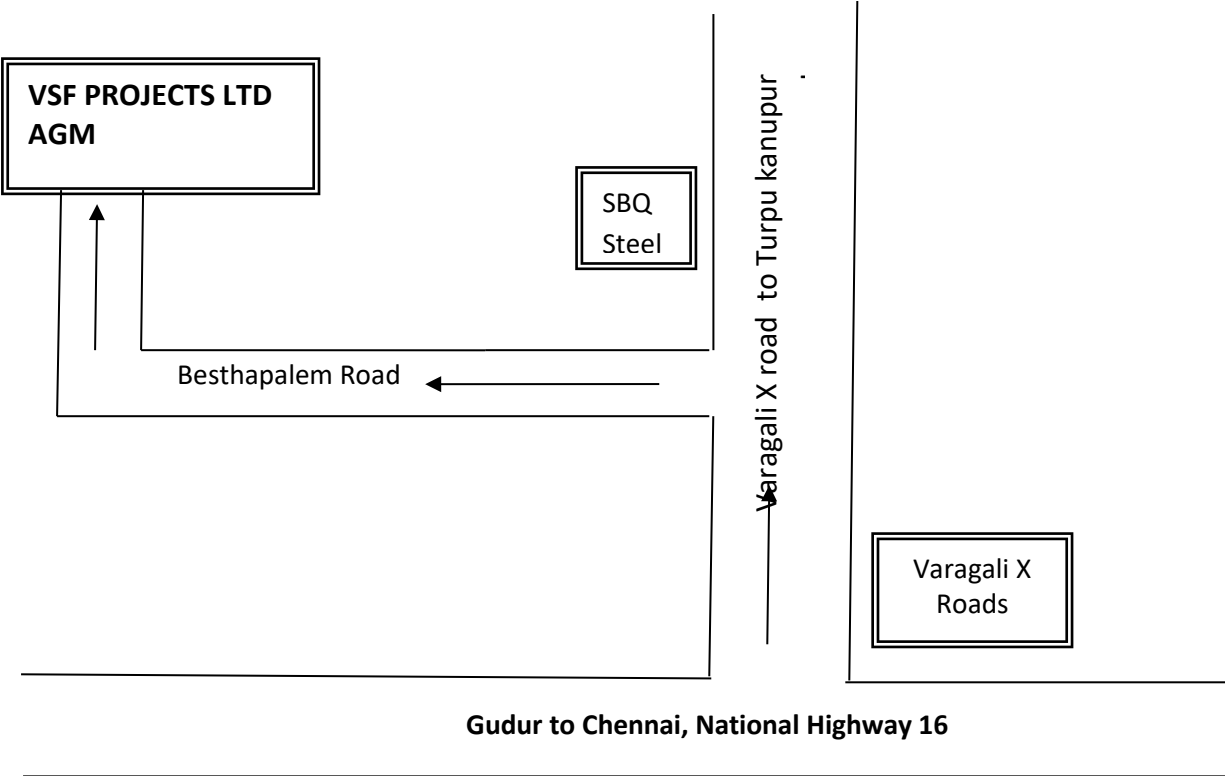 VSF PROJECTS LTD
AGM
SBQ
Steel
Varagali X road to Turpu kanupur
Besthapalem Road
Varagali X
Roads
Gudur to Chennai, National Highway 16